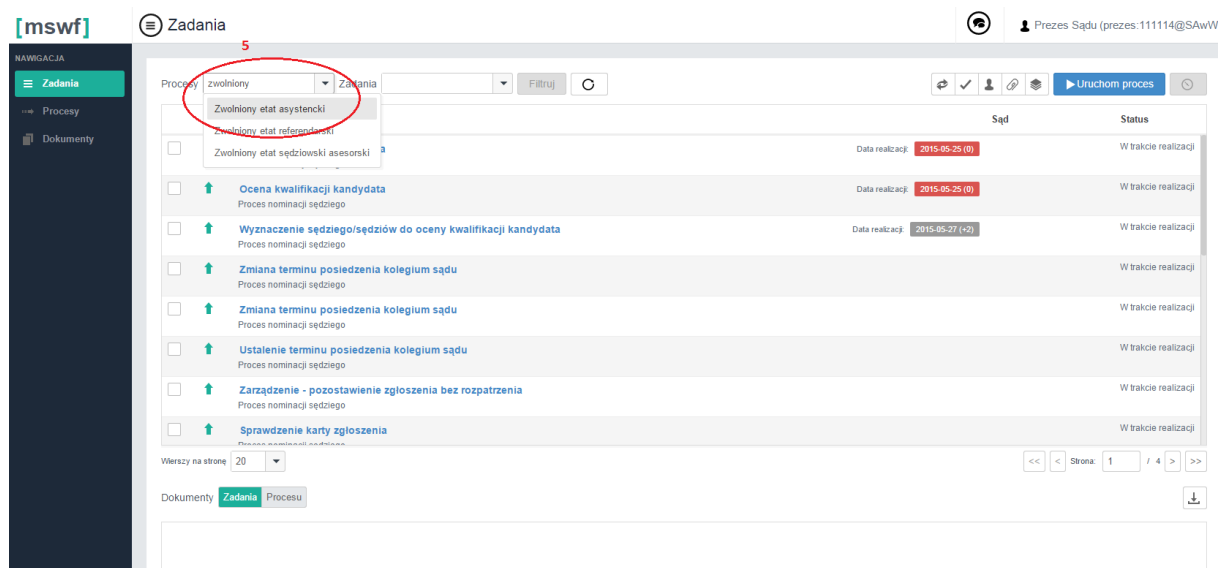 [mswf]
Zadania
Prezes Sądu (prezes:111114@SAwW
5
NAWIGACJA
Zadania
Procesy
Dokumenty
Procesy zwolniony Zadania Filtruj Uruchom proces
Zwolniony etat asystencki
Zwolniony etat referendarski
Zwolniony etat sędziowski asesorski
Sąd Status
a Data realizacji: 2015-05-25 (0) W trakcie realizacji
Ocena kwalifikacji kandydata Data realizacji: 2015-05-25 (0) W trakcie realizacji
Proces nominacji sędziego
Wyznaczenie sędziego/sędziów do oceny kwalifikacji kandydata Data realizacji: 2015-05-27 (+2) W trakcie realizacji
Proces nominacji sędziego
Zmiana terminu posiedzenia kolegium sądu W trakcie realizacji
Proces nominacji sędziego
Zmiana terminu posiedzenia kolegium sądu W trakcie realizacji
Proces nominacji sędziego
Ustalenie terminu posiedzenia kolegium sądu W trakcie realizacji
Proces nominacji sędziego
Zarządzenie - pozostawienie zgłoszenia bez rozpatrzenia W trakcie realizacji
Proces nominacji sędziego
Sprawdzenie karty zgłoszenia W trakcie realizacji
Proces nominacji sędziego
Wierszy na stronę 20 << < Strona: 1 / 4 > >>
Dokumenty Zadania Procesu